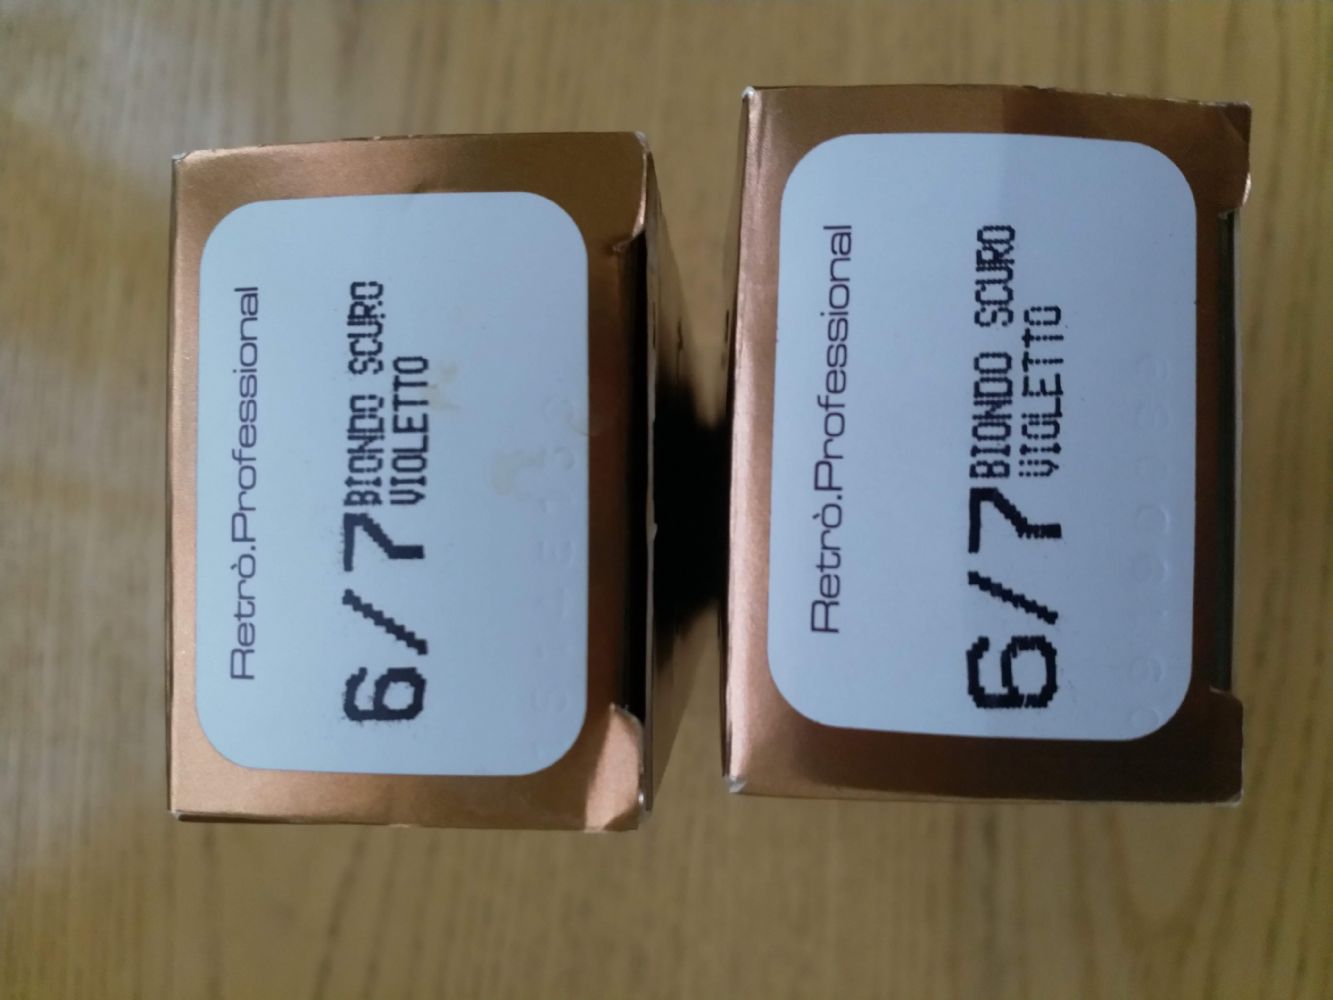 Retrò.Professional
6/7 BIONDO SCURO
VIOLETTO
Retrò.Professional
6/7 BIONDO SCURO
VIOLETTO